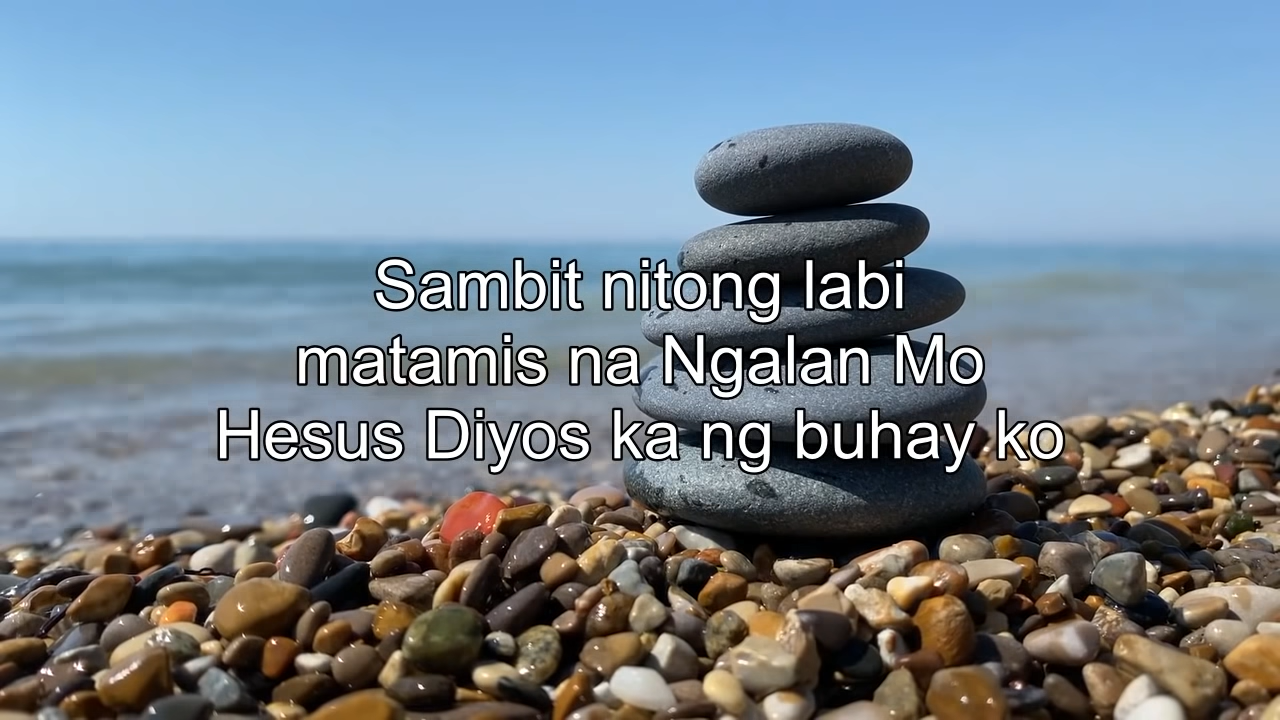 Sambit nitong labi
matamis na Ngalan Mo
Hesus Diyos ka ng buhay ko